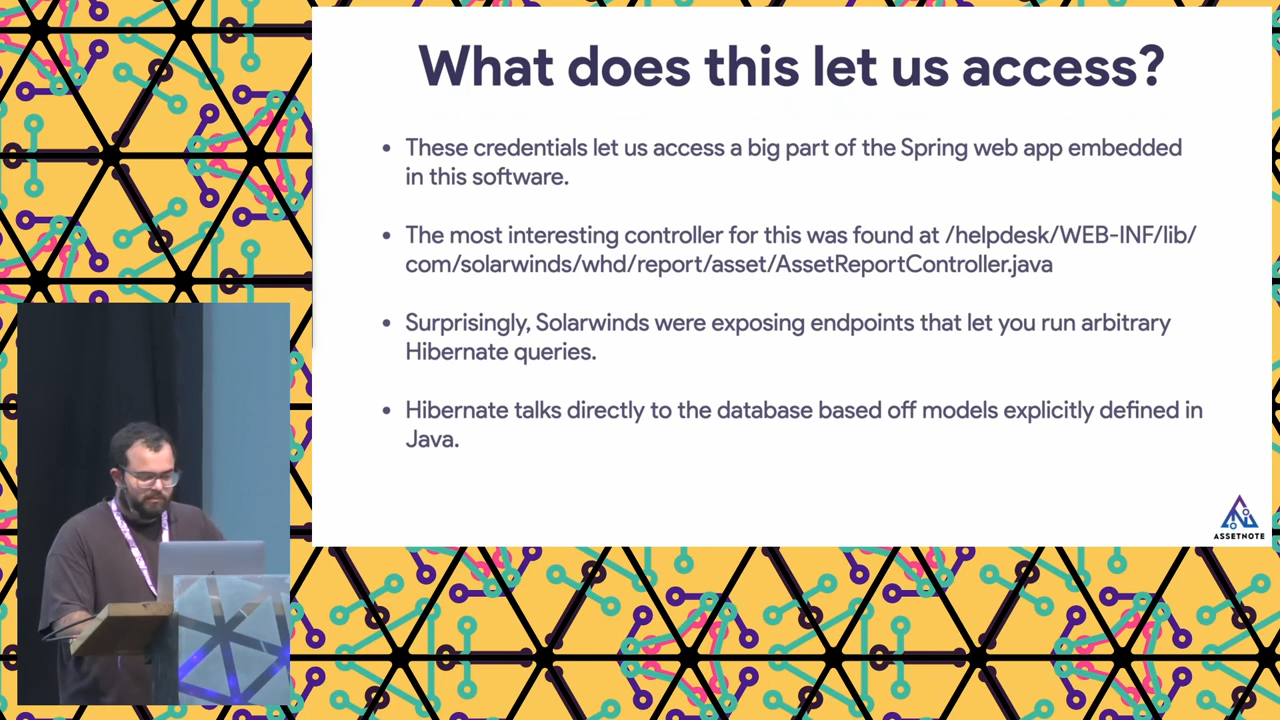 What does this let us access?
• These credentials let us access a big part of the Spring web app embedded
in this software.
• The most interesting controller for this was found at /helpdesk/WEB-INF/lib/
com/solarwinds/whd/report/asset/AssetReportController.java
• Surprisingly, Solarwinds were exposing endpoints that let you run arbitrary
Hibernate queries.
• Hibernate talks directly to the database based off models explicitly defined in
Java.
ASSETNOTE